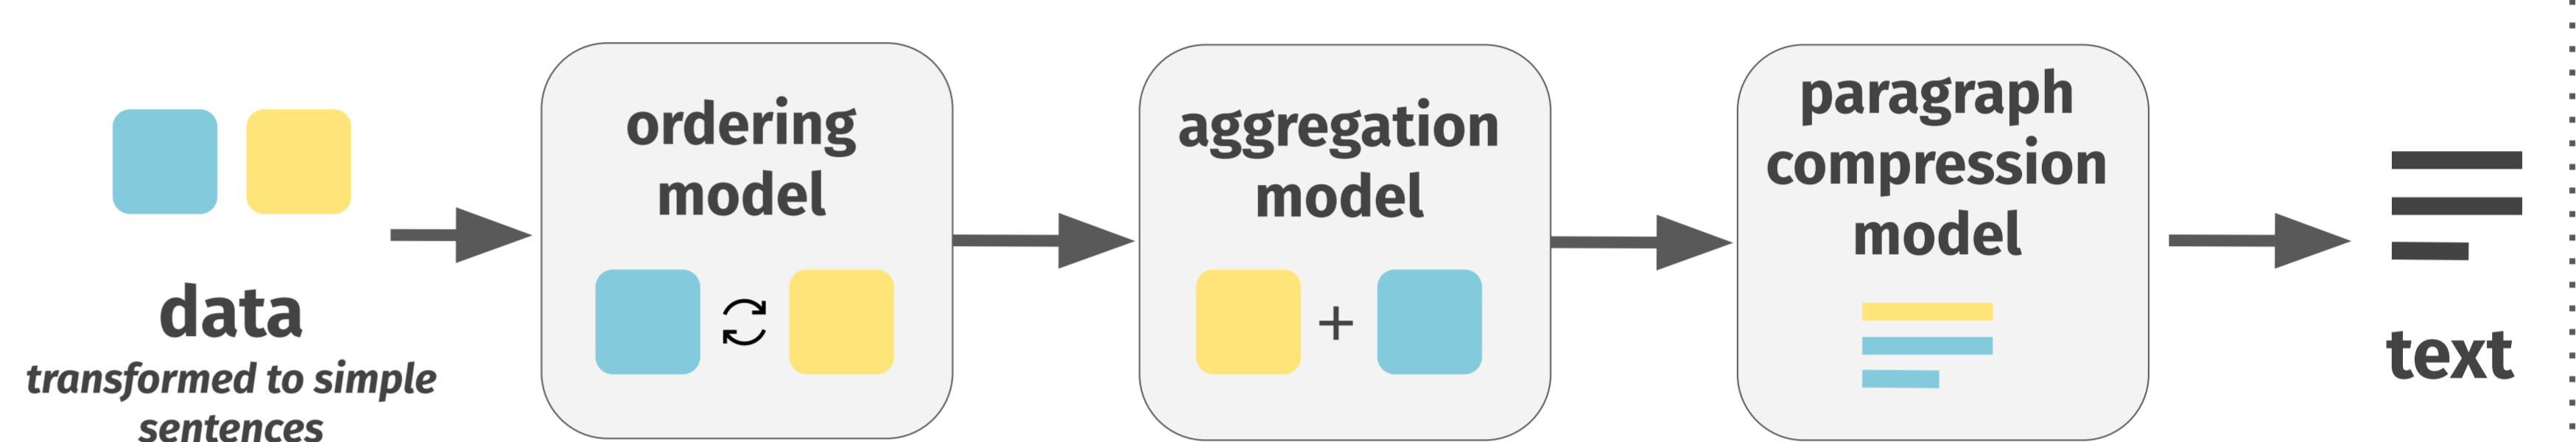 data
transformed to simple
sentences
ordering
model
aggregation
model
+
paragraph
compression
model
text